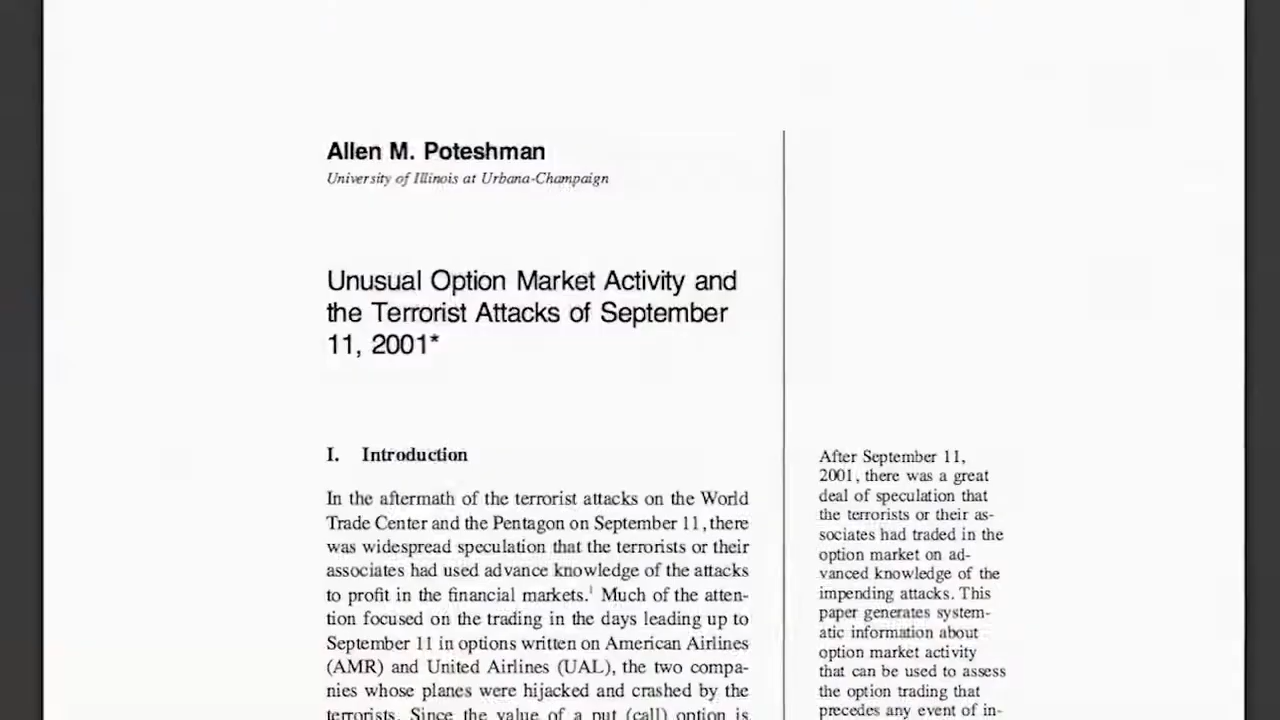 Allen M. Poteshman
University of Illinois at Urbana-Champaign
Unusual Option Market Activity and
the Terrorist Attacks of September
11, 2001*
I. Introduction
In the aftermath of the terrorist attacks on the World
Trade Center and the Pentagon on September 11, there
was widespread speculation that the terrorists or their
associates had used advance knowledge of the attacks
to profit in the financial markets.¹ Much of the atten-
tion focused on the trading in the days leading up to
September 11 in options written on American Airlines
(AMR) and United Airlines (UAL), the two compa-
nies whose planes were hijacked and crashed by the
terrorists. Since the value of a put (call) option is
After September 11,
2001, there was a great
deal of speculation that
the terrorists or their as-
sociates had traded in the
option market on ad-
vanced knowledge of the
impending attacks. This
paper generates system-
atic information about
option market activity
that can be used to assess
the option trading that
precedes any event of in-